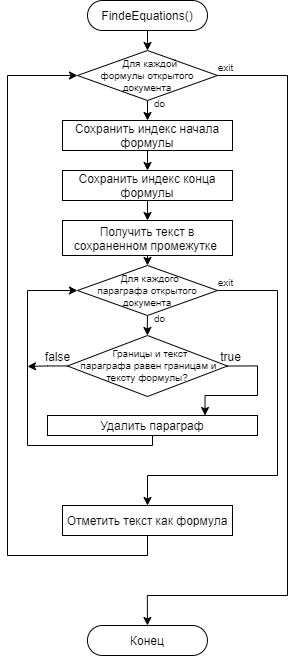 FindeEquations()
Для каждой
формулы открытого
документа
exit
do
Сохранить индекс начала
формулы
Сохранить индекс конца
формулы
Получить текст в
сохраненном промежутке
Для каждого
параграфа открытого
документа
exit
do
false
Границы и текст
параграфа равен границам и
тексту формулы?
true
Удалить параграф
Отметить текст как формула
Конец